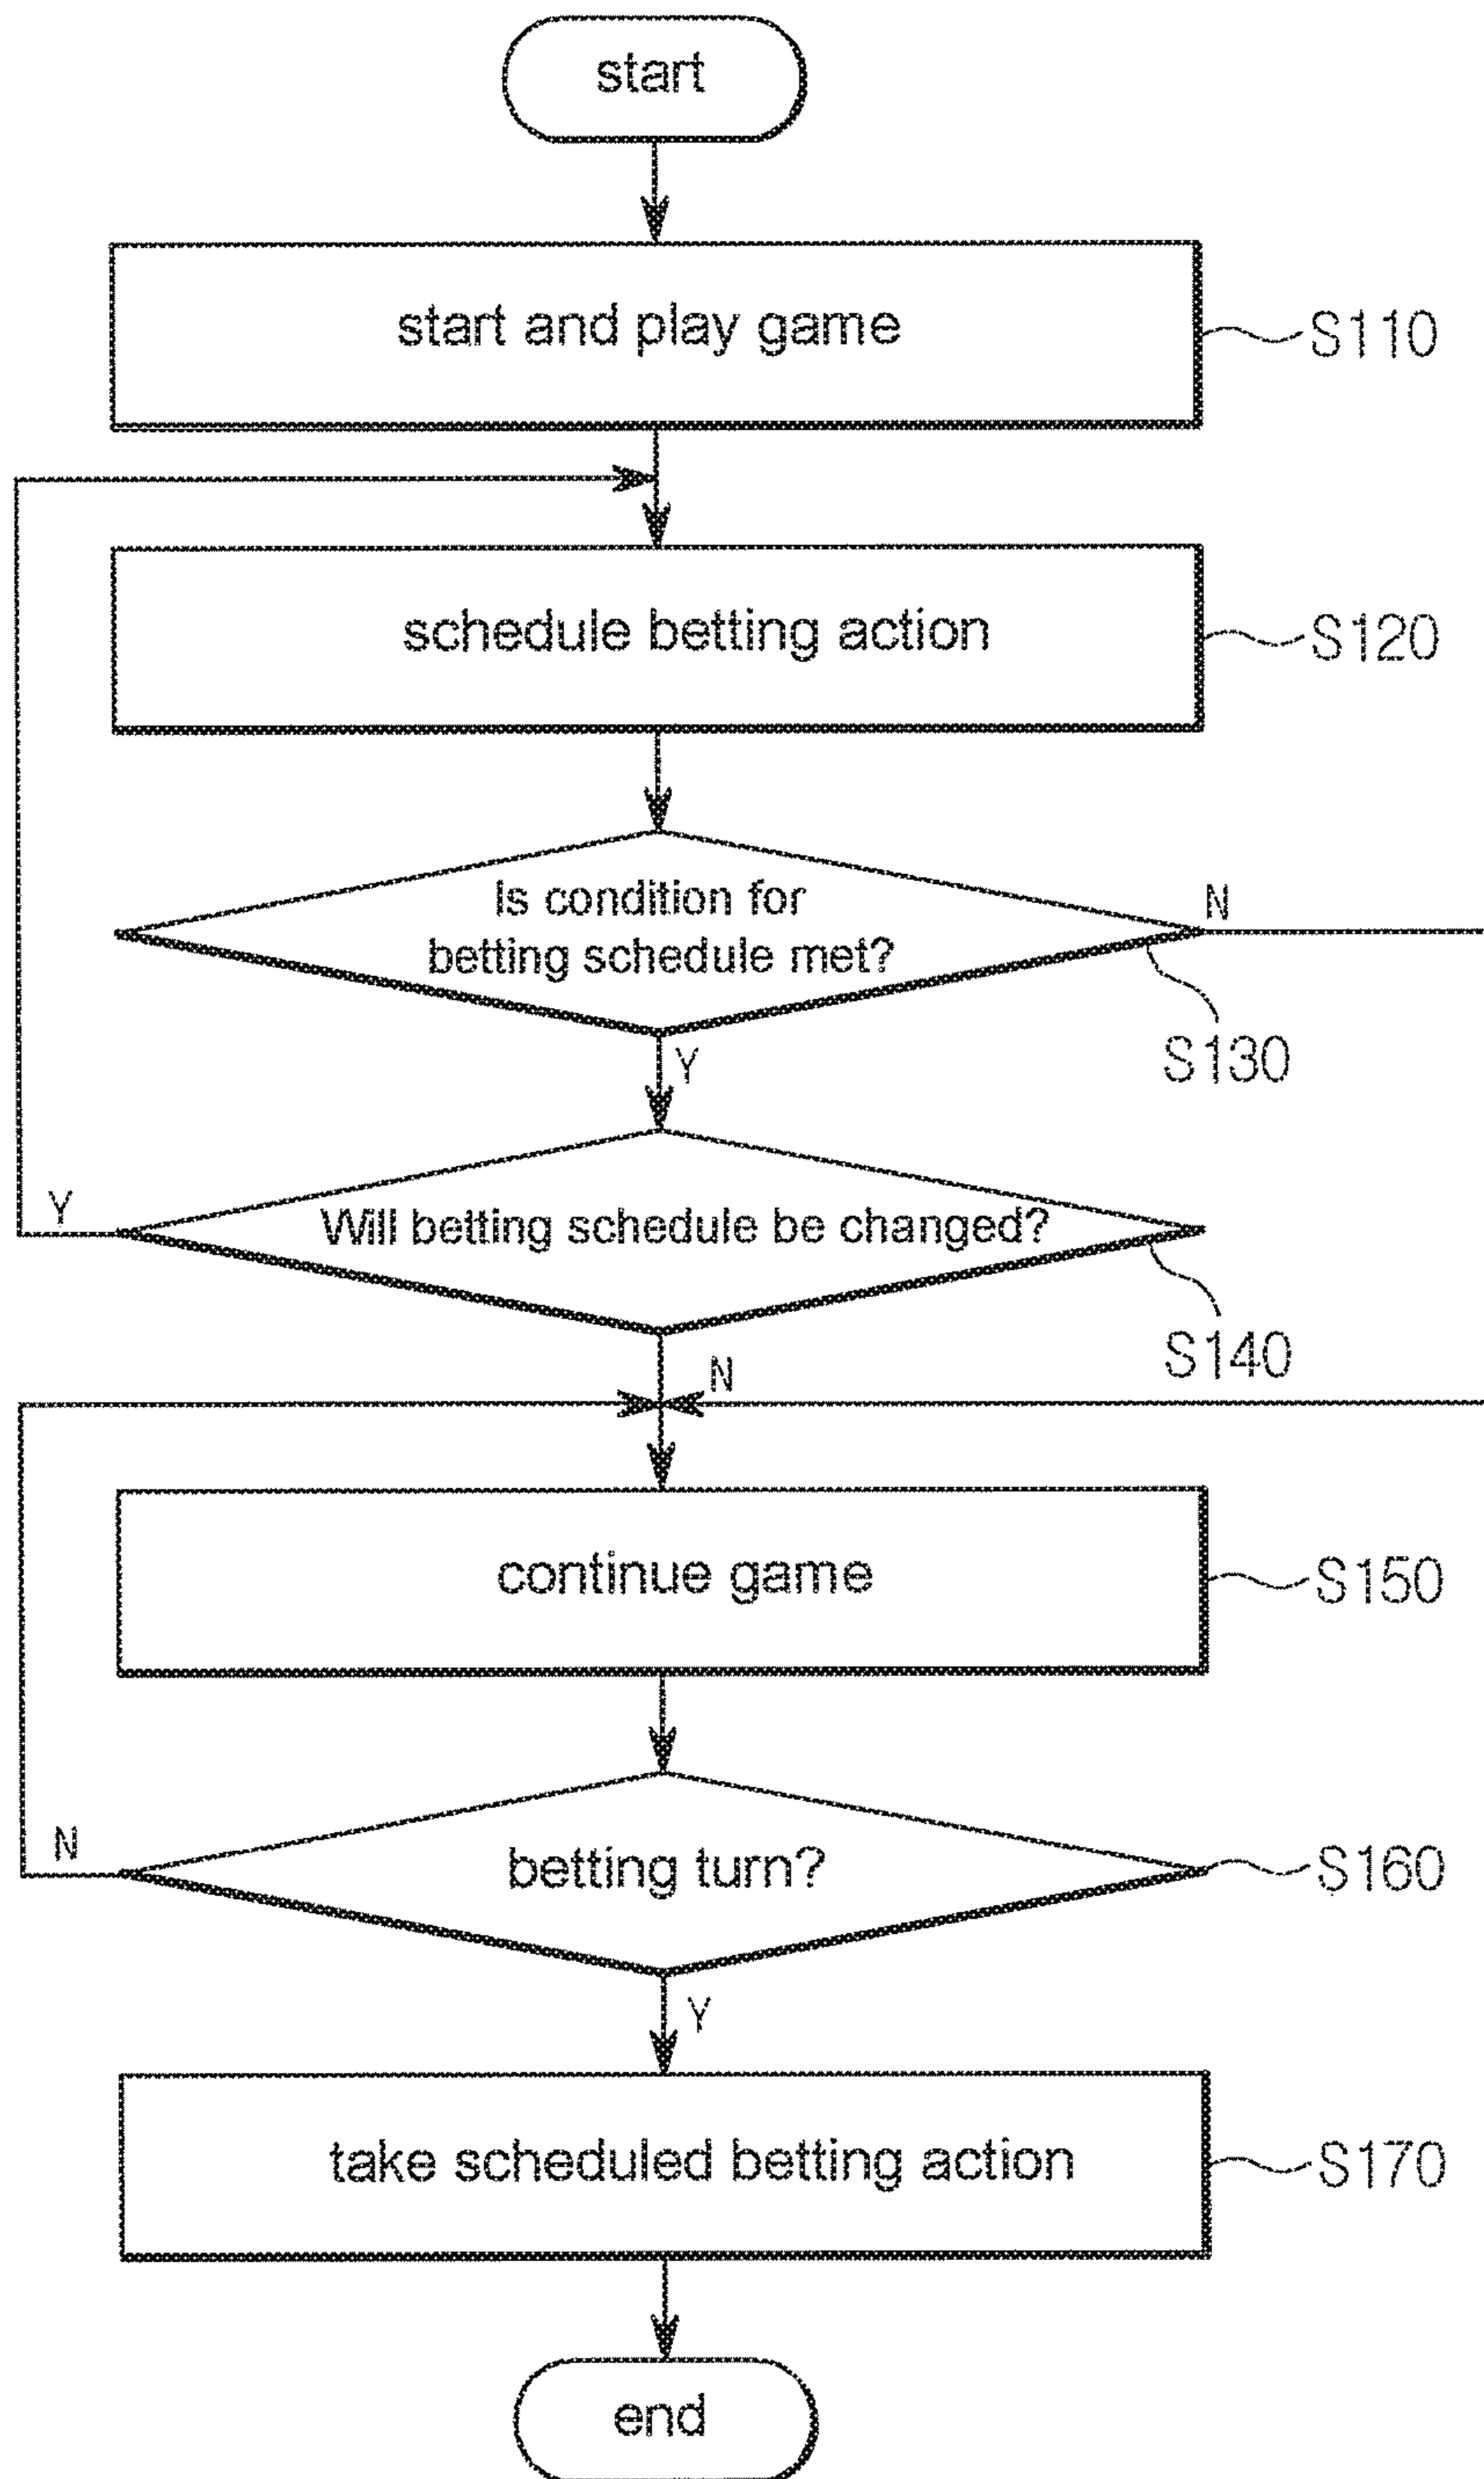 start
start and play game
S110
schedule betting action
S120
Is condition for
betting schedule met?
N
S130
Y
Will betting schedule be changed?
Y
S140
N
continue game
S150
betting turn?
N
S160
Y
take scheduled betting action
S170
end